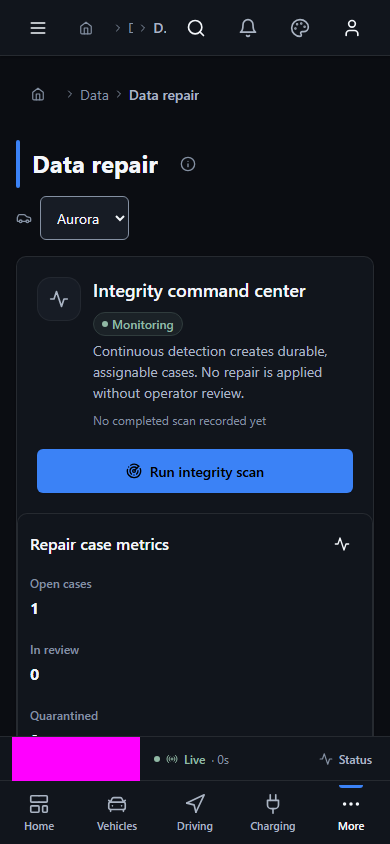 D.
Data
Data repair
Data repair
Aurora
Integrity command center
Monitoring
Continuous detection creates durable,
assignable cases. No repair is applied
without operator review.
No completed scan recorded yet
Run integrity scan
Repair case metrics
Open cases
1
In review
0
Quarantined
Live · 0s
Status
Home
Vehicles
Driving
Charging
More